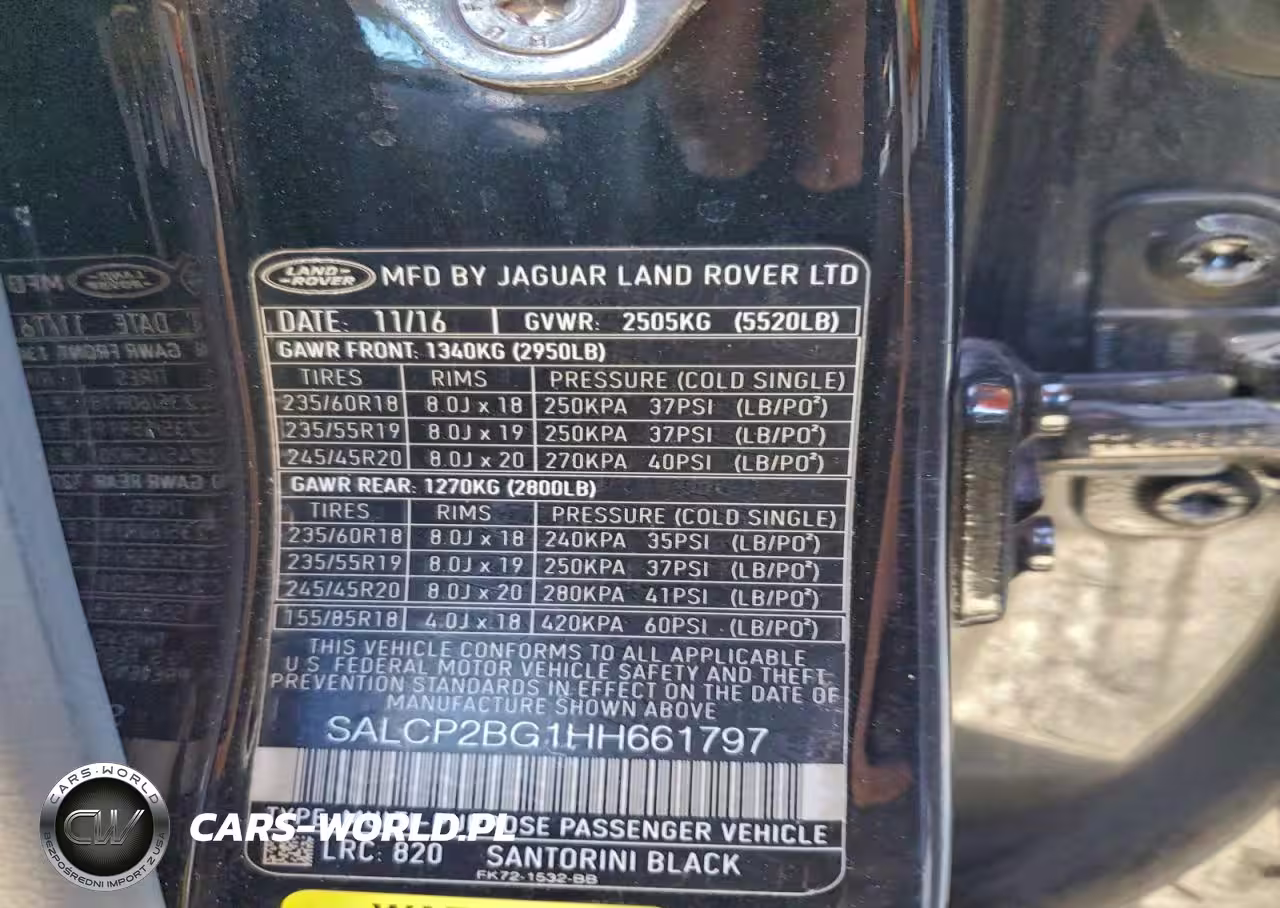 LAND-
-ROVER
MFD BY JAGUAR LAND ROVER LTD
DATE: 11/16 GVWR: 2505KG (5520LB)
GAWR FRONT: 1340KG (2950LB)
TIRES RIMS PRESSURE (COLD SINGLE)
235/60R18 8.0J x 18 250KPA 37PSI (LB/PO²)
235/55R19 8.0J x 19 250KPA 37PSI (LB/PO²)
245/45R20 8.0J x 20 270KPA 40PSI (LB/PO²)
GAWR REAR: 1270KG (2800LB)
TIRES RIMS PRESSURE (COLD SINGLE)
235/60R18 8.0J x 18 240KPA 35PSI (LB/PO²)
235/55R19 8.0J x 19 250KPA 37PSI (LB/PO²)
245/45R20 8.0J x 20 280KPA 41PSI (LB/PO²)
155/85R18 4.0J x 18 420KPA 60PSI (LB/PO²)
THIS VEHICLE CONFORMS TO ALL APPLICABLE
U.S FEDERAL MOTOR VEHICLE SAFETY AND THEFT
PREVENTION STANDARDS IN EFFECT ON THE DATE OF
MANUFACTURE SHOWN ABOVE
SALCP2BG1HH661797
TYPE PASSENGER VEHICLE
LRC: 820 SANTORINI BLACK
FK72-1532-BB
CARS-WORLD
CW
BEZPOŚREDNI IMPORT Z USA
CARS-WORLD.PL